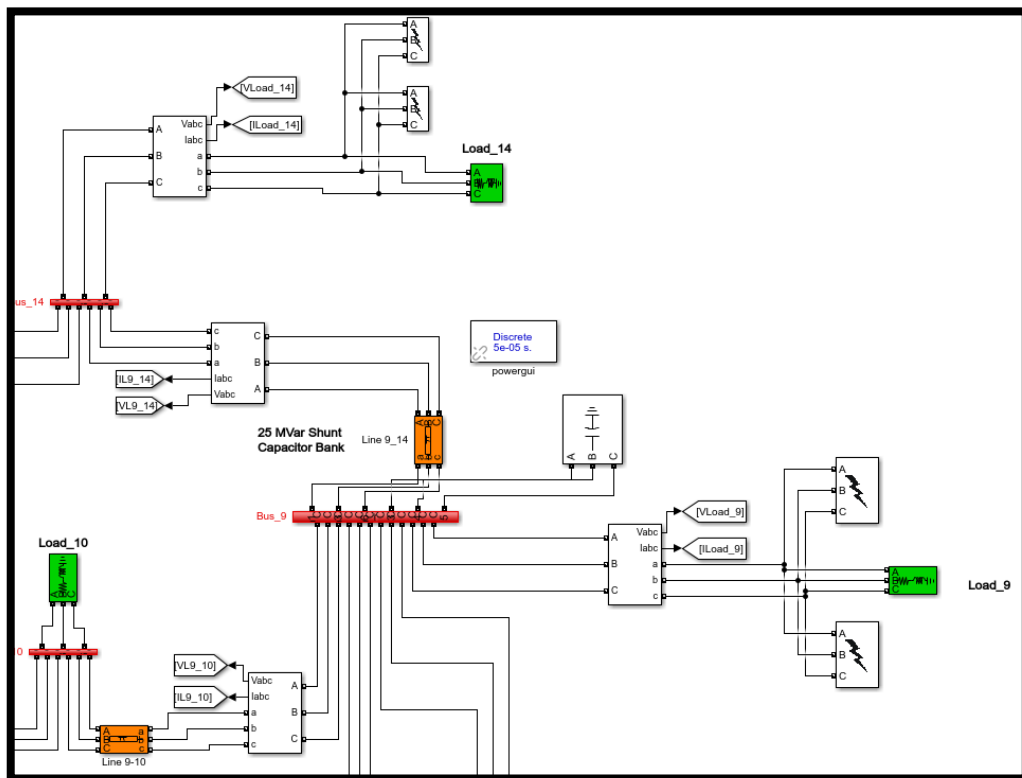 A
B
C
[VLoad_14]
A
B
C
[ILoad_14]
Vabc
A
Iabc
Load_14
B
a
b
A
C
c
B
C
us_14
c
C
b
Discrete
5e-05 s.
a
B
powergui
[IL9_14]
Iabc
[VL9_14]
Vabc
A
A B C
25 MVar Shunt
Capacitor Bank
Line 9_14
a b c
A B C
A
Bus_9
[VLoad_9]
B
Vabc
C
A
Load_10
Iabc
[ILoad_9]
B
a
A
b
B
Load_9
A B C
C
c
C
A
0
[VL9_10]
B
Vabc
A
C
[IL9_10]
Iabc
a
B
A
a
b
B
b
C
C
c
c
Line 9-10